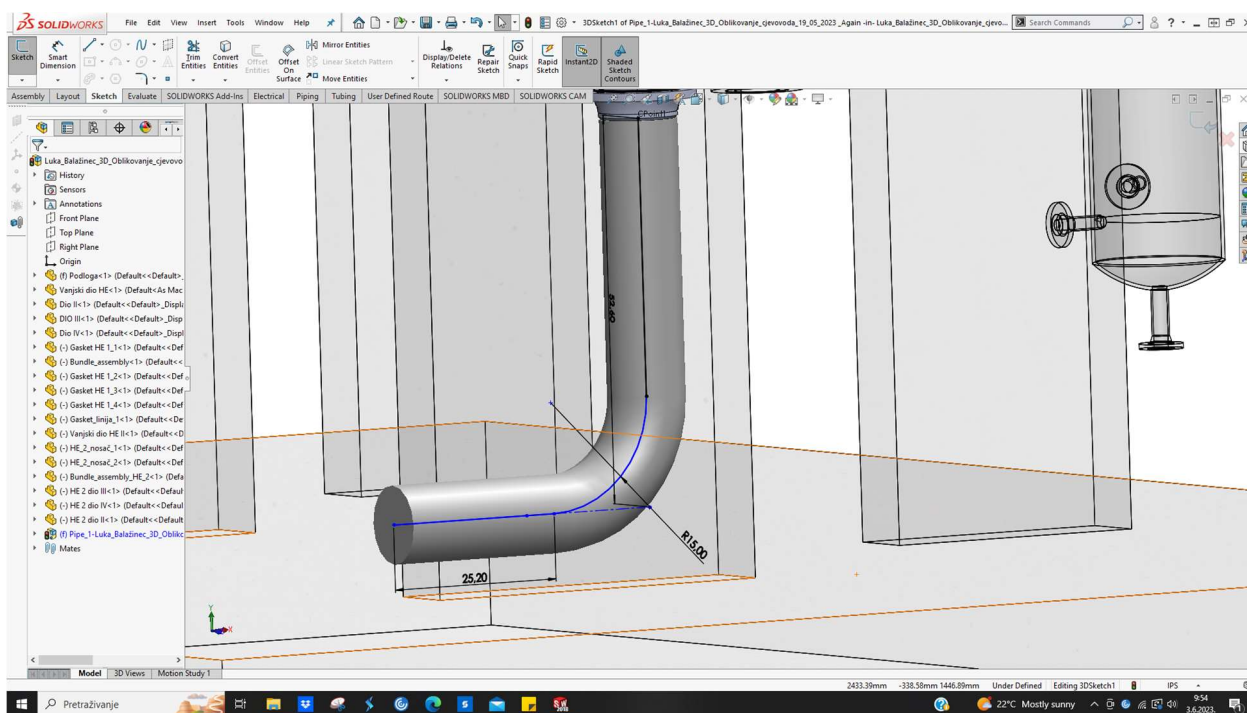 SOLIDWORKS File Edit View Insert Tools Window Help 3DSketch1 of Pipe_1-Luka_Balažinec_3D_Oblikovanje_cjevovoda_19_05_2023 _Again -in- Luka_Balažinec_3D_Oblikovanje_cjevo... Search Commands
Sketch Smart Dimension Trim Entities Convert Entities Offset Entities Offset On Surface Mirror Entities Linear Sketch Pattern Move Entities Display/Delete Relations Repair Sketch Quick Snaps Rapid Sketch Instant2D Shaded Sketch Contours
Assembly Layout Sketch Evaluate SOLIDWORKS Add-Ins Electrical Piping Tubing User Defined Route SOLIDWORKS MBD SOLIDWORKS CAM
CPoint1
Luka_Balažinec_3D_Oblikovanje_cjevovo
History
Sensors
Annotations
Front Plane
Top Plane
Right Plane
Origin
(f) Podloga<1> (Default<<Default>_
Vanjski dio HE<1> (Default<As Mac
Dio II<1> (Default<<Default>_Displa
DIO III<1> (Default<<Default>_Disp
Dio IV<1> (Default<<Default>_Displ
(-) Gasket HE 1_1<1> (Default<<Def
(-) Bundle_assembly<1> (Default<<
(-) Gasket HE 1_2<1> (Default<<Def
(-) Gasket HE 1_3<1> (Default<<Def
(-) Gasket HE 1_4<1> (Default<<Def
(-) Gasket_linija_1<1> (Default<<De
(-) Vanjski dio HE II<1> (Default<<D
(-) HE_2_nosač_1<1> (Default<<Def
(-) HE_2_nosač_2<1> (Default<<Def
(-) Bundle_assembly_HE_2<1> (Defa
(-) HE 2 dio III<1> (Default<<Defaul
(-) HE 2 dio IV<1> (Default<<Defaul
(-) HE 2 dio II<1> (Default<<Default
(f) Pipe_1-Luka_Balažinec_3D_Obliko
Mates
52.60
R15.00
25.20
Y
X
Model 3D Views Motion Study 1
2433.39mm -338.58mm 1446.89mm Under Defined Editing 3DSketch1 IPS
Pretraživanje 22°C Mostly sunny 9:54
3.6.2023.